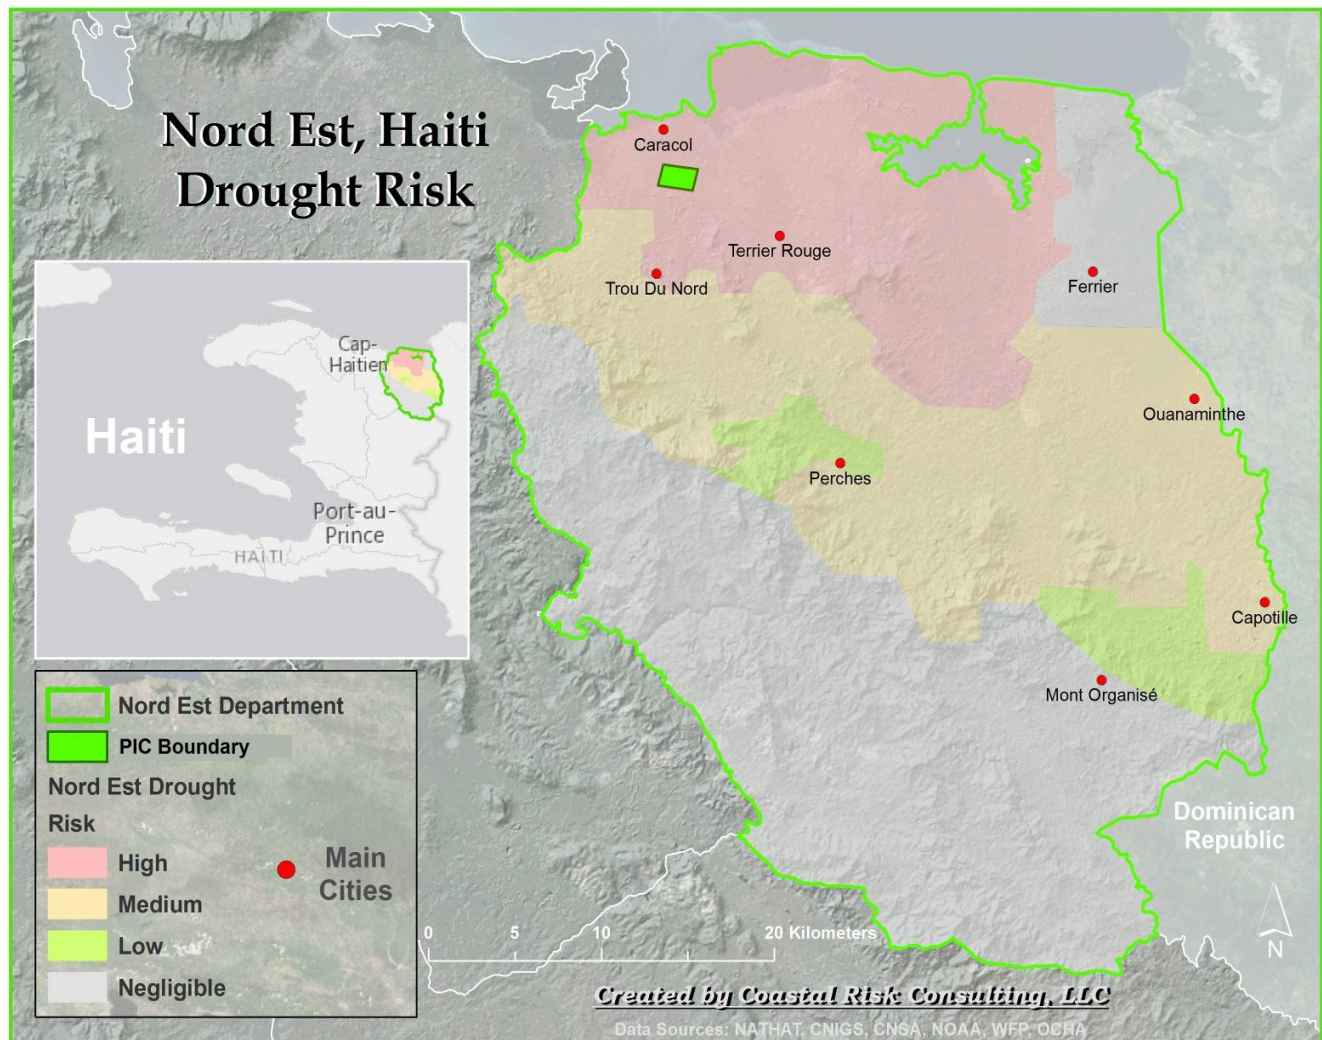 Nord Est, Haiti
Drought Risk
Caracol
Terrier Rouge
Trou Du Nord
Ferrier
Ouanaminthe
Perches
Capotille
Mont Organisé
Dominican
Republic
Cap-
Haitien
Haiti
Port-au-
Prince
HAITI
Nord Est Department
PIC Boundary
Nord Est Drought
Risk
High
Medium
Low
Negligible
Main
Cities
0 5 10 20 Kilometers
N
Created by Coastal Risk Consulting, LLC
Data Sources: NATHAT, CNIGS, CNSA, NOAA, WFP, OCHA